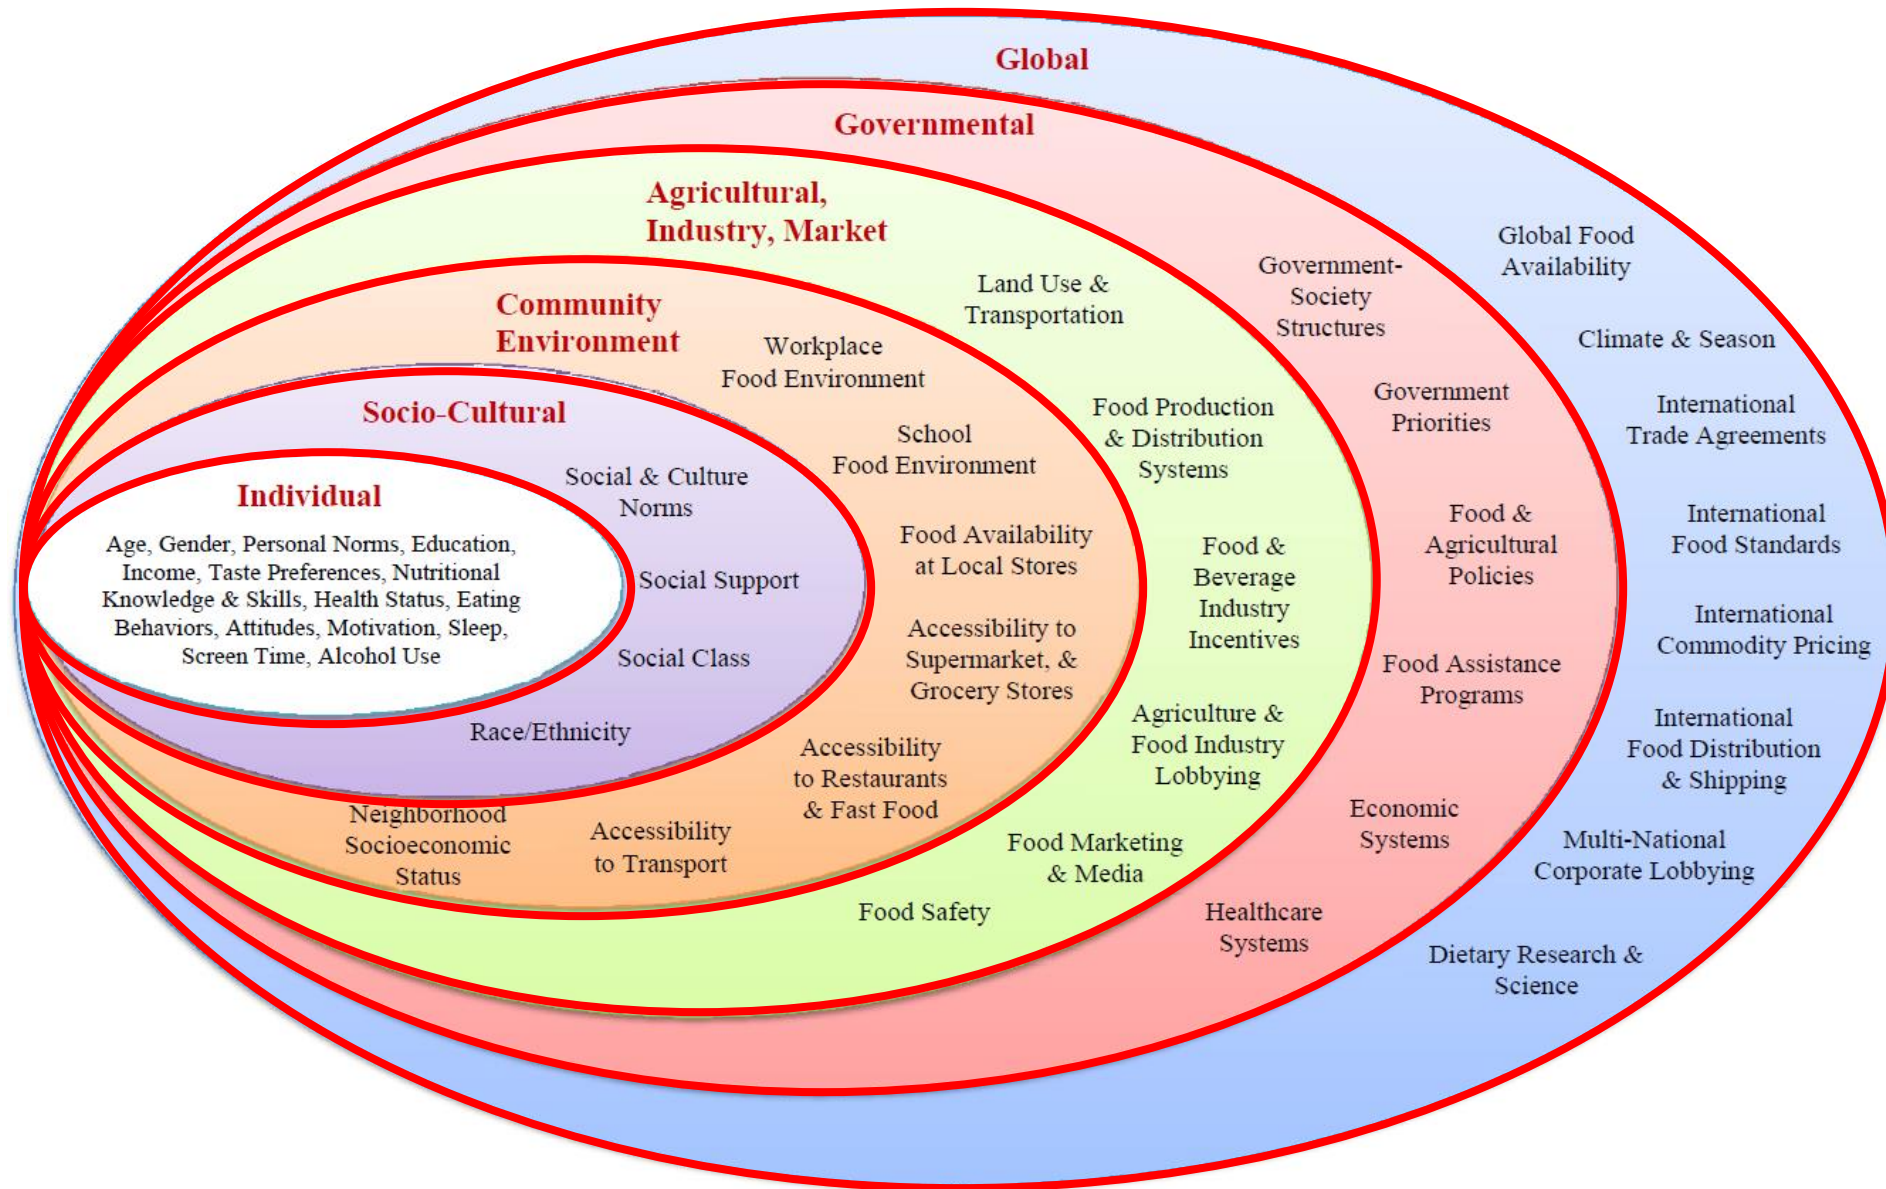 Global
Governmental
Agricultural,
Industry, Market
Community
Environment
Socio-Cultural
Individual
Age, Gender, Personal Norms, Education,
Income, Taste Preferences, Nutritional
Knowledge & Skills, Health Status, Eating
Behaviors, Attitudes, Motivation, Sleep,
Screen Time, Alcohol Use
Social & Culture
Norms
Social Support
Social Class
Race/Ethnicity
Workplace
Food Environment
School
Food Environment
Food Availability
at Local Stores
Accessibility to
Supermarket, &
Grocery Stores
Accessibility
to Restaurants
& Fast Food
Accessibility
to Transport
Neighborhood
Socioeconomic
Status
Land Use &
Transportation
Food Production
& Distribution
Systems
Food &
Beverage
Industry
Incentives
Agriculture &
Food Industry
Lobbying
Food Marketing
& Media
Food Safety
Government-
Society
Structures
Government
Priorities
Food &
Agricultural
Policies
Food Assistance
Programs
Economic
Systems
Healthcare
Systems
Global Food
Availability
Climate & Season
International
Trade Agreements
International
Food Standards
International
Commodity Pricing
International
Food Distribution
& Shipping
Multi-National
Corporate Lobbying
Dietary Research &
Science